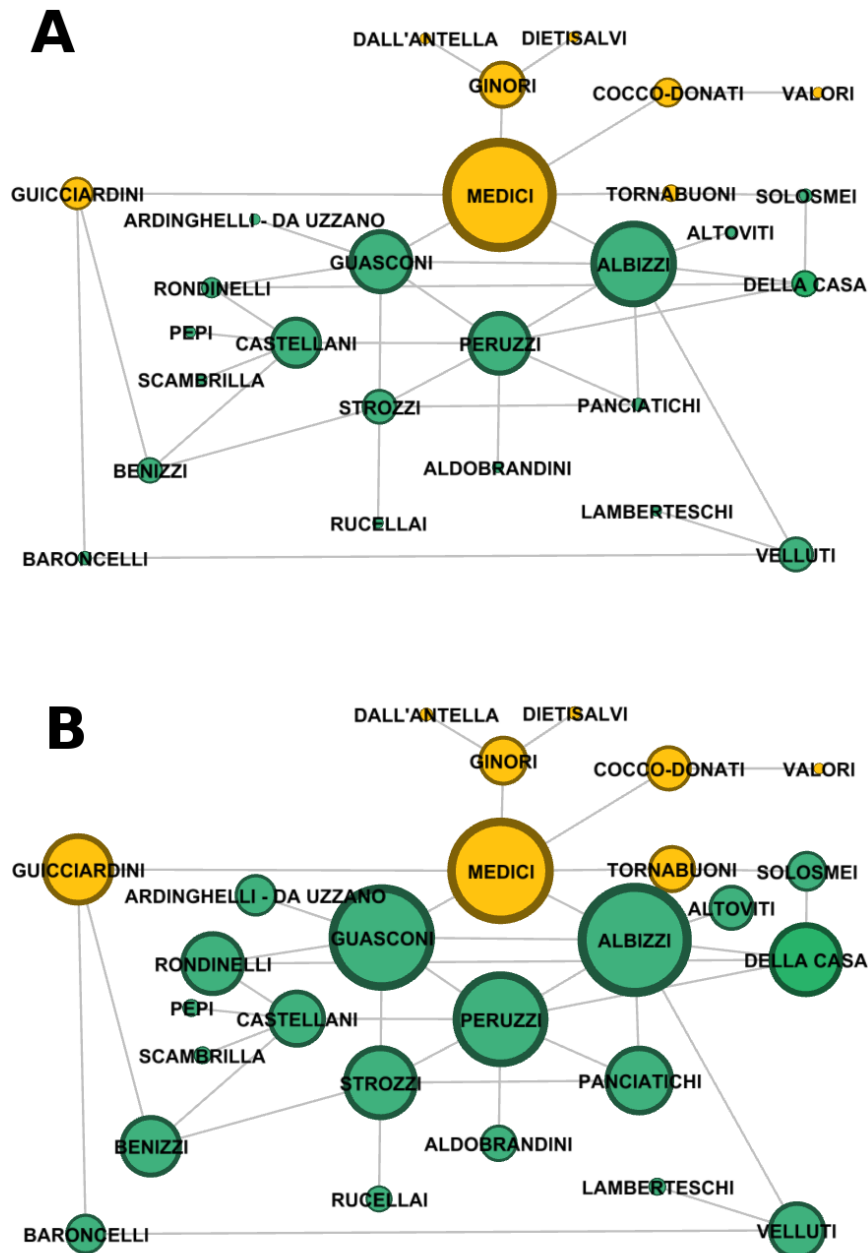 A
DALL'ANTELLA DIETISALVI
GINORI
COCCO-DONATI VALORI
GUICCIARDINI MEDICI TORNABUONI SOLOSMEI
ARDINGHELLI - DA UZZANO ALTOVITI
GUASCONI ALBIZZI
RONDINELLI DELLA CASA
PEPI
CASTELLANI PERUZZI
SCAMBRILLA
STROZZI PANCIATICHI
BENIZZI ALDOBRANDINI
LAMBERTESCHI
RUCELLAI
BARONCELLI VELLUTI
B
DALL'ANTELLA DIETISALVI
GINORI
COCCO-DONATI VALORI
GUICCIARDINI MEDICI TORNABUONI SOLOSMEI
ARDINGHELLI - DA UZZANO ALTOVITI
GUASCONI ALBIZZI
RONDINELLI DELLA CASA
PEPI
CASTELLANI PERUZZI
SCAMBRILLA
STROZZI PANCIATICHI
BENIZZI ALDOBRANDINI
LAMBERTESCHI
RUCELLAI
BARONCELLI VELLUTI